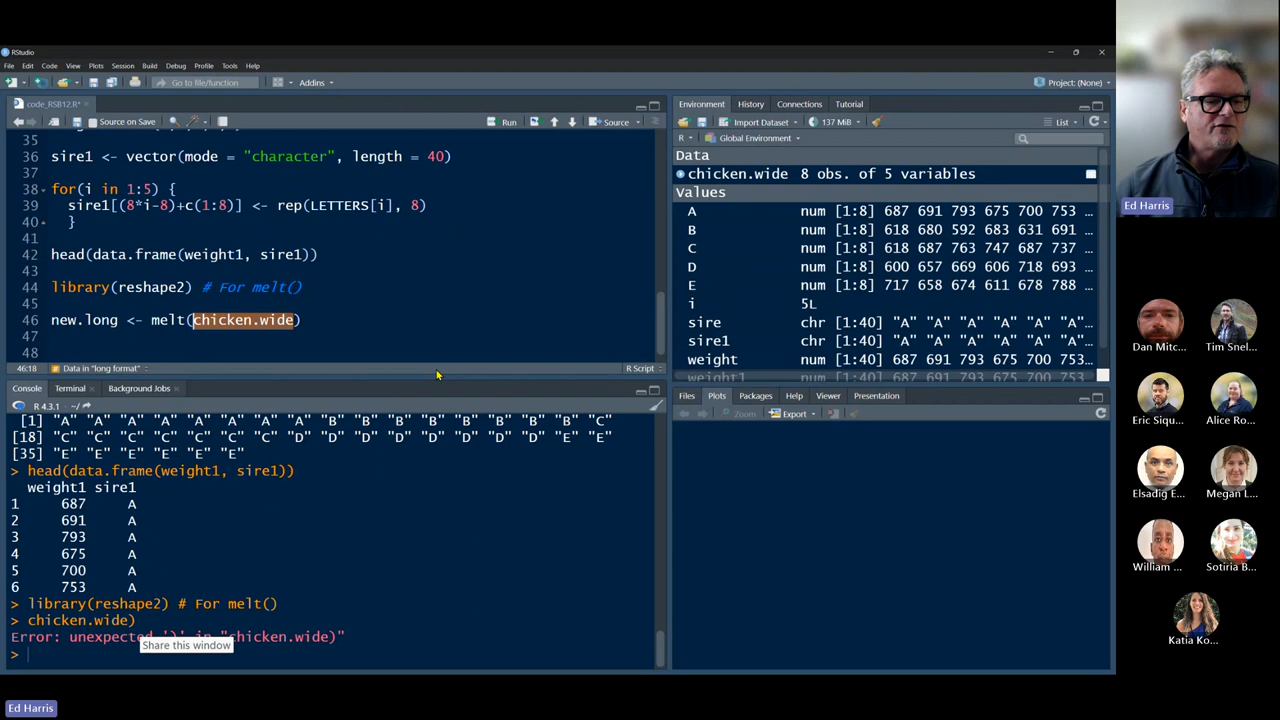 RStudio
File Edit Code View Plots Session Build Debug Profile Tools Help
Go to file/function
Addins
Project: (None)
code_RSB12.R*
Source on Save
Run
Source
35
36 sire1 <- vector(mode = "character", length = 40)
37
38 for(i in 1:5) {
39 sire1[(8*i-8)+c(1:8)] <- rep(LETTERS[i], 8)
40 }
41
42 head(data.frame(weight1, sire1))
43
44 library(reshape2) # For melt()
45
46 new.long <- melt(chicken.wide)
47
48
46:18 Data in "long format" R Script
Console Terminal Background Jobs
R 4.3.1 · ~/
[1] "A" "A" "A" "A" "A" "A" "A" "A" "B" "B" "B" "B" "B" "B" "B" "B" "C"
[18] "C" "C" "C" "C" "C" "C" "C" "D" "D" "D" "D" "D" "D" "D" "D" "E" "E"
[35] "E" "E" "E" "E" "E" "E"
> head(data.frame(weight1, sire1))
weight1 sire1
1 687 A
2 691 A
3 793 A
4 675 A
5 700 A
6 753 A
> library(reshape2) # For melt()
> chicken.wide)
Error: unexpected ')' in "chicken.wide)"
Share this window
>
Environment History Connections Tutorial
Import Dataset 137 MiB List
R Global Environment
Data
chicken.wide 8 obs. of 5 variables
Values
A num [1:8] 687 691 793 675 700 753 ...
B num [1:8] 618 680 592 683 631 691 ...
C num [1:8] 618 687 763 747 687 737 ...
D num [1:8] 600 657 669 606 718 693 ...
E num [1:8] 717 658 674 611 678 788 ...
i 5L
sire chr [1:40] "A" "A" "A" "A" "A"...
sire1 chr [1:40] "A" "A" "A" "A" "A"...
weight num [1:40] 687 691 793 675 700 753...
weight1 num [1:40] 687 691 793 675 700 753...
Files Plots Packages Help Viewer Presentation
Zoom Export
Ed Harris
Dan Mitc... Tim Snel...
Eric Siqu... Alice Ro...
Elsadig E... Megan L...
William ... Sotiria B...
Katia Ko...
Ed Harris